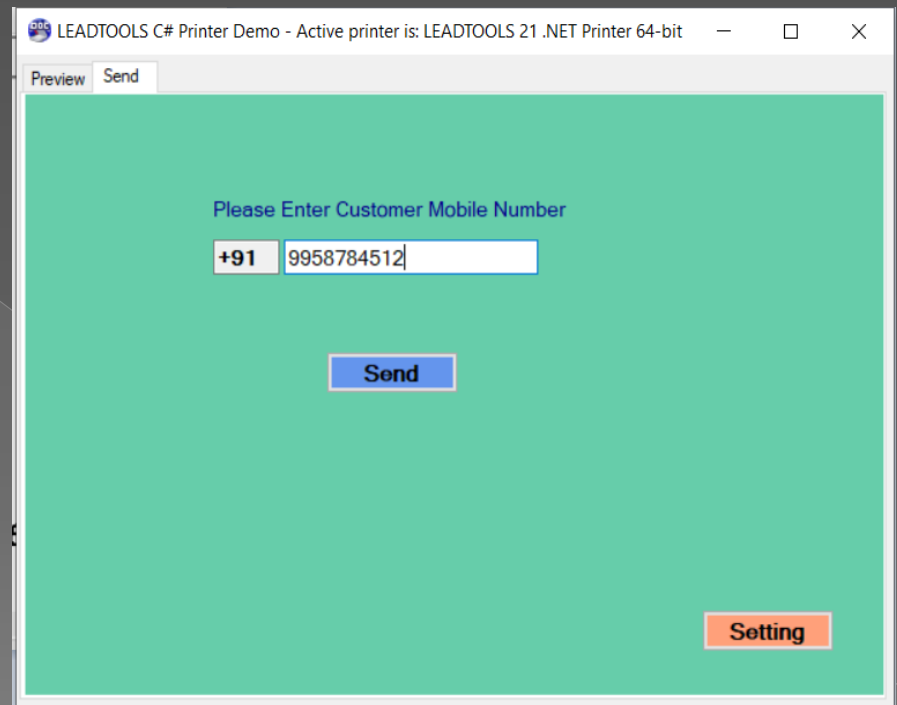 LEADTOOLS C# Printer Demo - Active printer is: LEADTOOLS 21 .NET Printer 64-bit
Preview Send
Please Enter Customer Mobile Number
+91 9958784512
Send
Setting